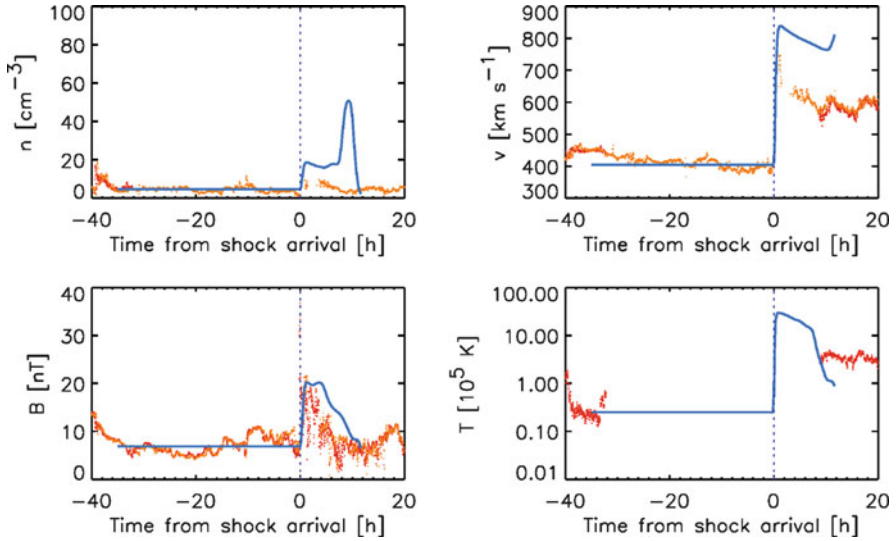 n [cm⁻³]
100
80
60
40
20
0
−40 −20 0 20
Time from shock arrival [h]
v [km s⁻¹]
900
800
700
600
500
400
300
−40 −20 0 20
Time from shock arrival [h]
B [nT]
40
30
20
10
0
−40 −20 0 20
Time from shock arrival [h]
T [10⁵ K]
100.00
10.00
1.00
0.10
0.01
−40 −20 0 20
Time from shock arrival [h]